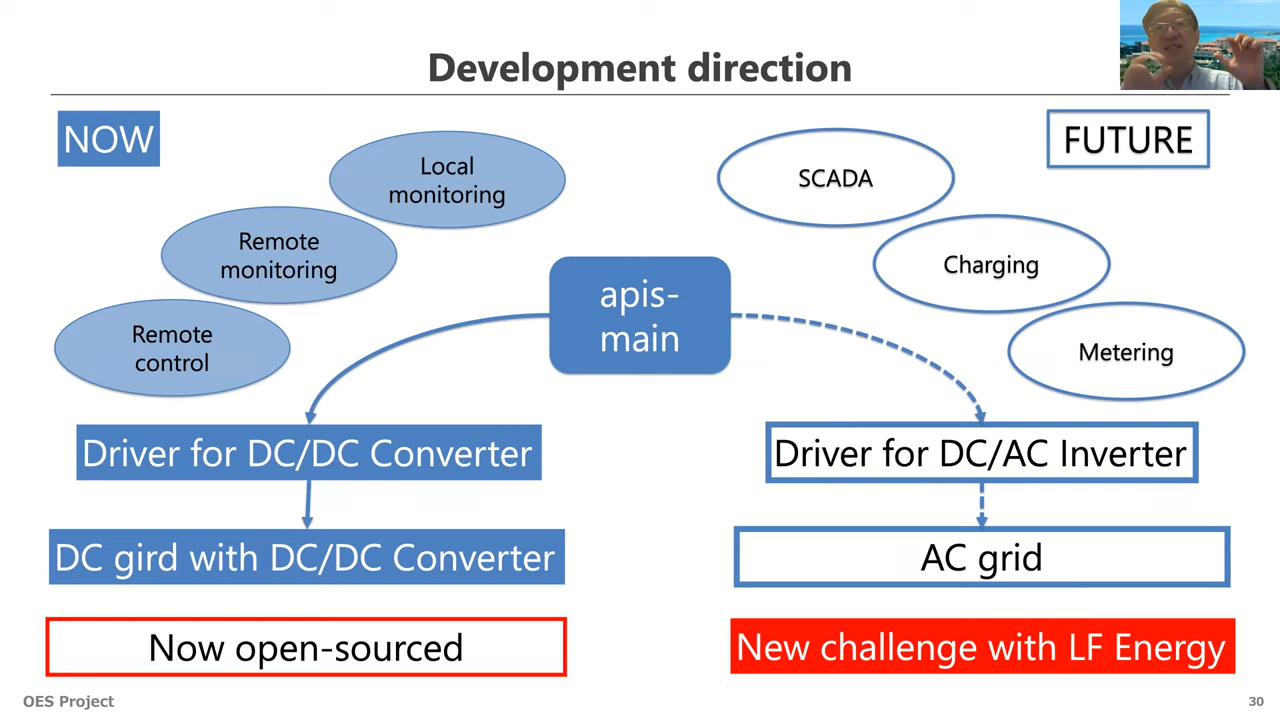 Development direction
NOW
FUTURE
Local
monitoring
Remote
monitoring
Remote
control
SCADA
Charging
Metering
apis-
main
Driver for DC/DC Converter
DC gird with DC/DC Converter
Now open-sourced
Driver for DC/AC Inverter
AC grid
New challenge with LF Energy
OES Project
30